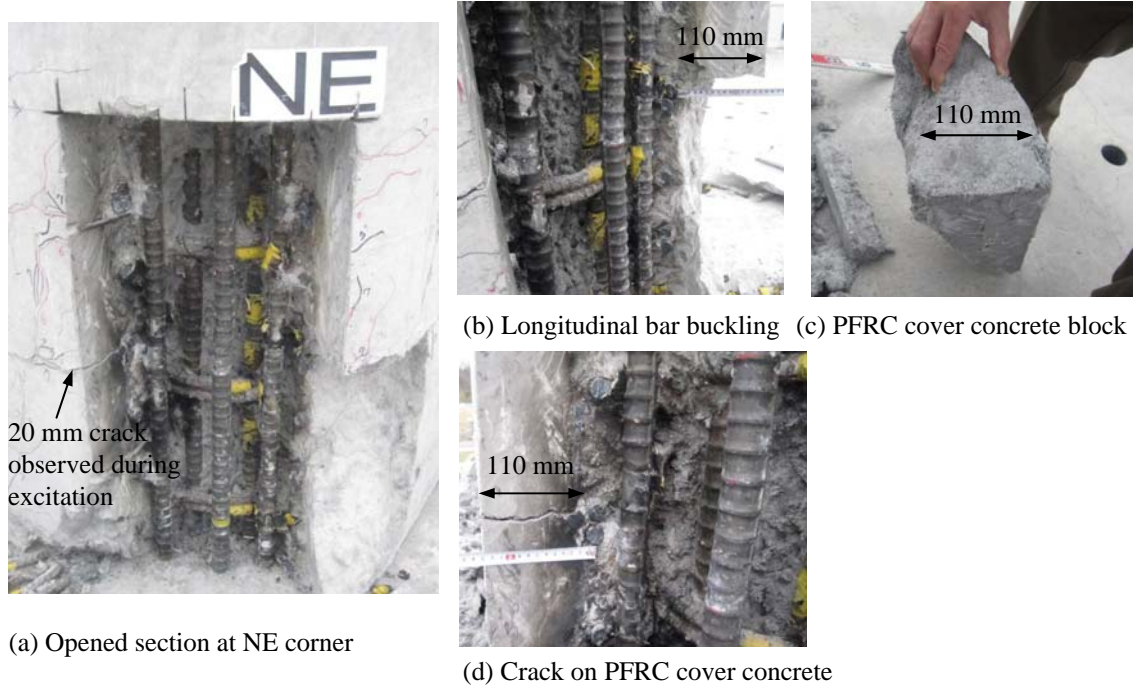 NE
20 mm crack
observed during
excitation
(a) Opened section at NE corner
110 mm
(b) Longitudinal bar buckling
110 mm
(c) PFRC cover concrete block
110 mm
(d) Crack on PFRC cover concrete